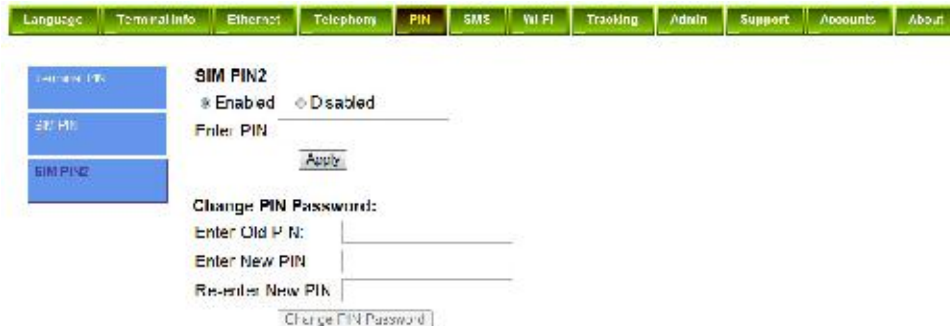 Language Terminal Info Ethernet Telephony PIN SMS WI FI Tracking Admin Support Accounts About
Terminal PIN
SIM PIN
SIM PIN2
SIM PIN2
Enabled Disabled
Enter PIN
Apply
Change PIN Password:
Enter Old PIN:
Enter New PIN
Re-enter New PIN
Change PIN Password